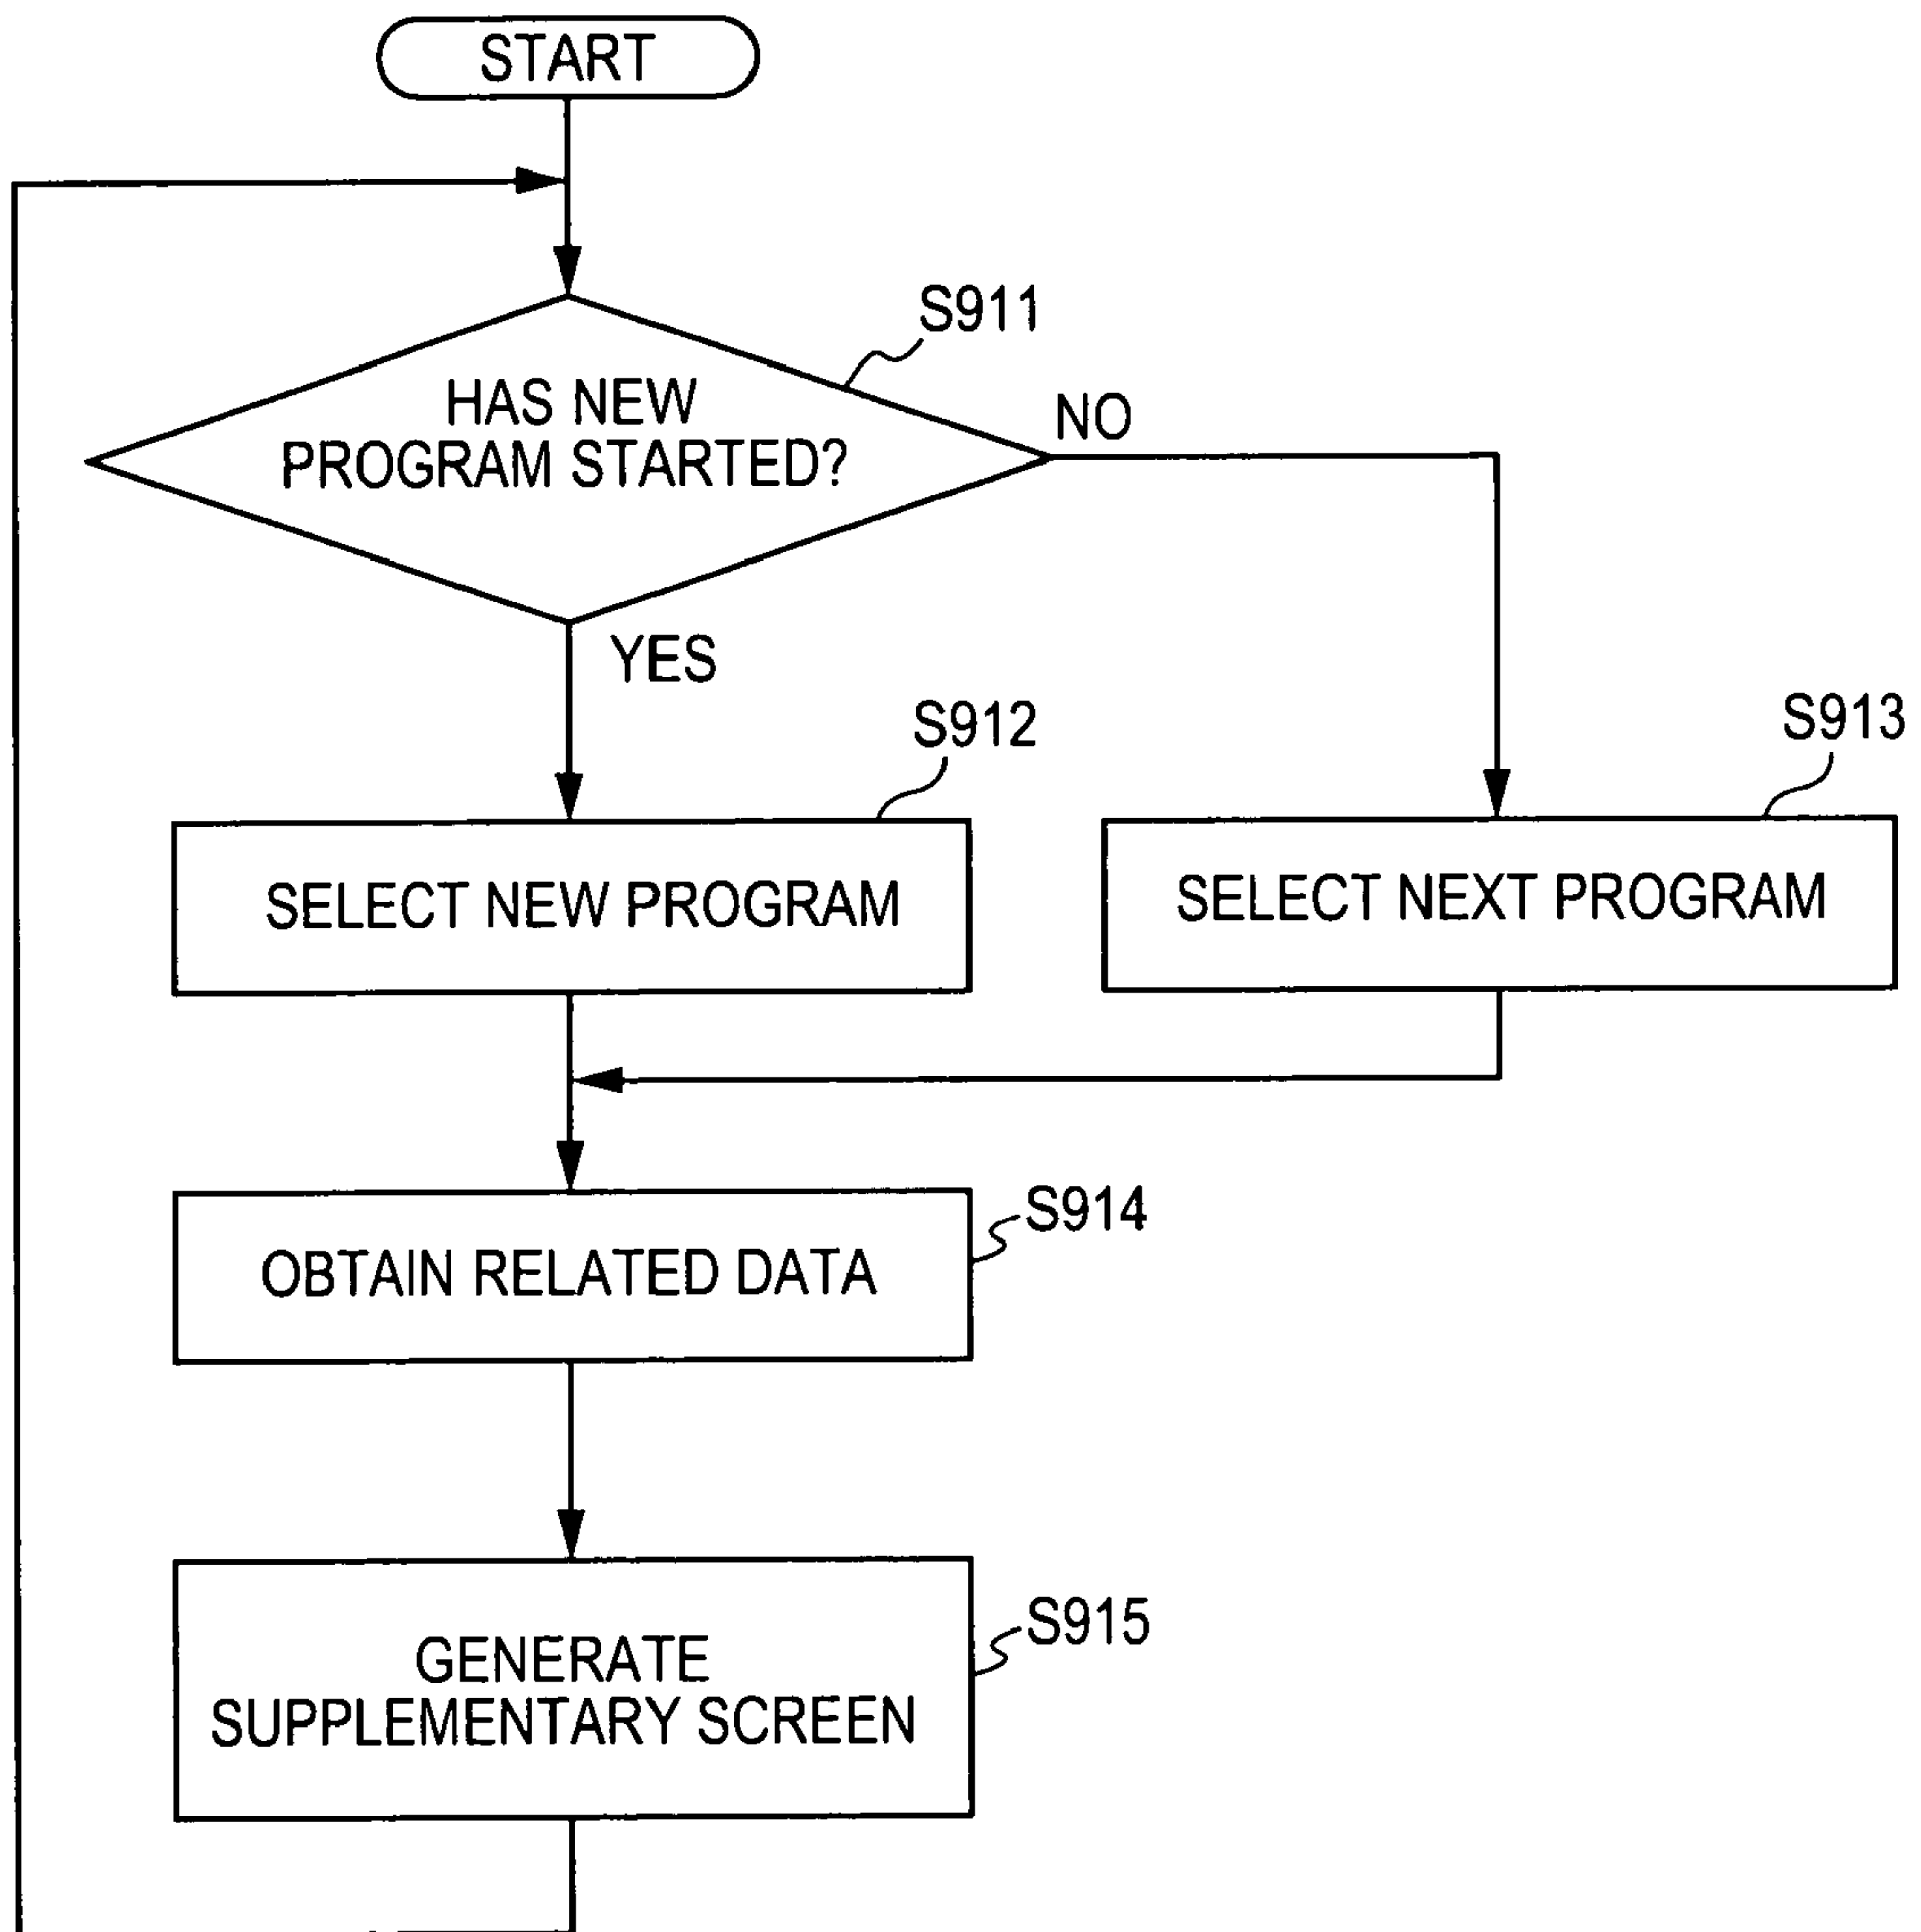 START
S911
HAS NEW
PROGRAM STARTED?
NO
YES
S912
S913
SELECT NEW PROGRAM
SELECT NEXT PROGRAM
S914
OBTAIN RELATED DATA
S915
GENERATE
SUPPLEMENTARY SCREEN